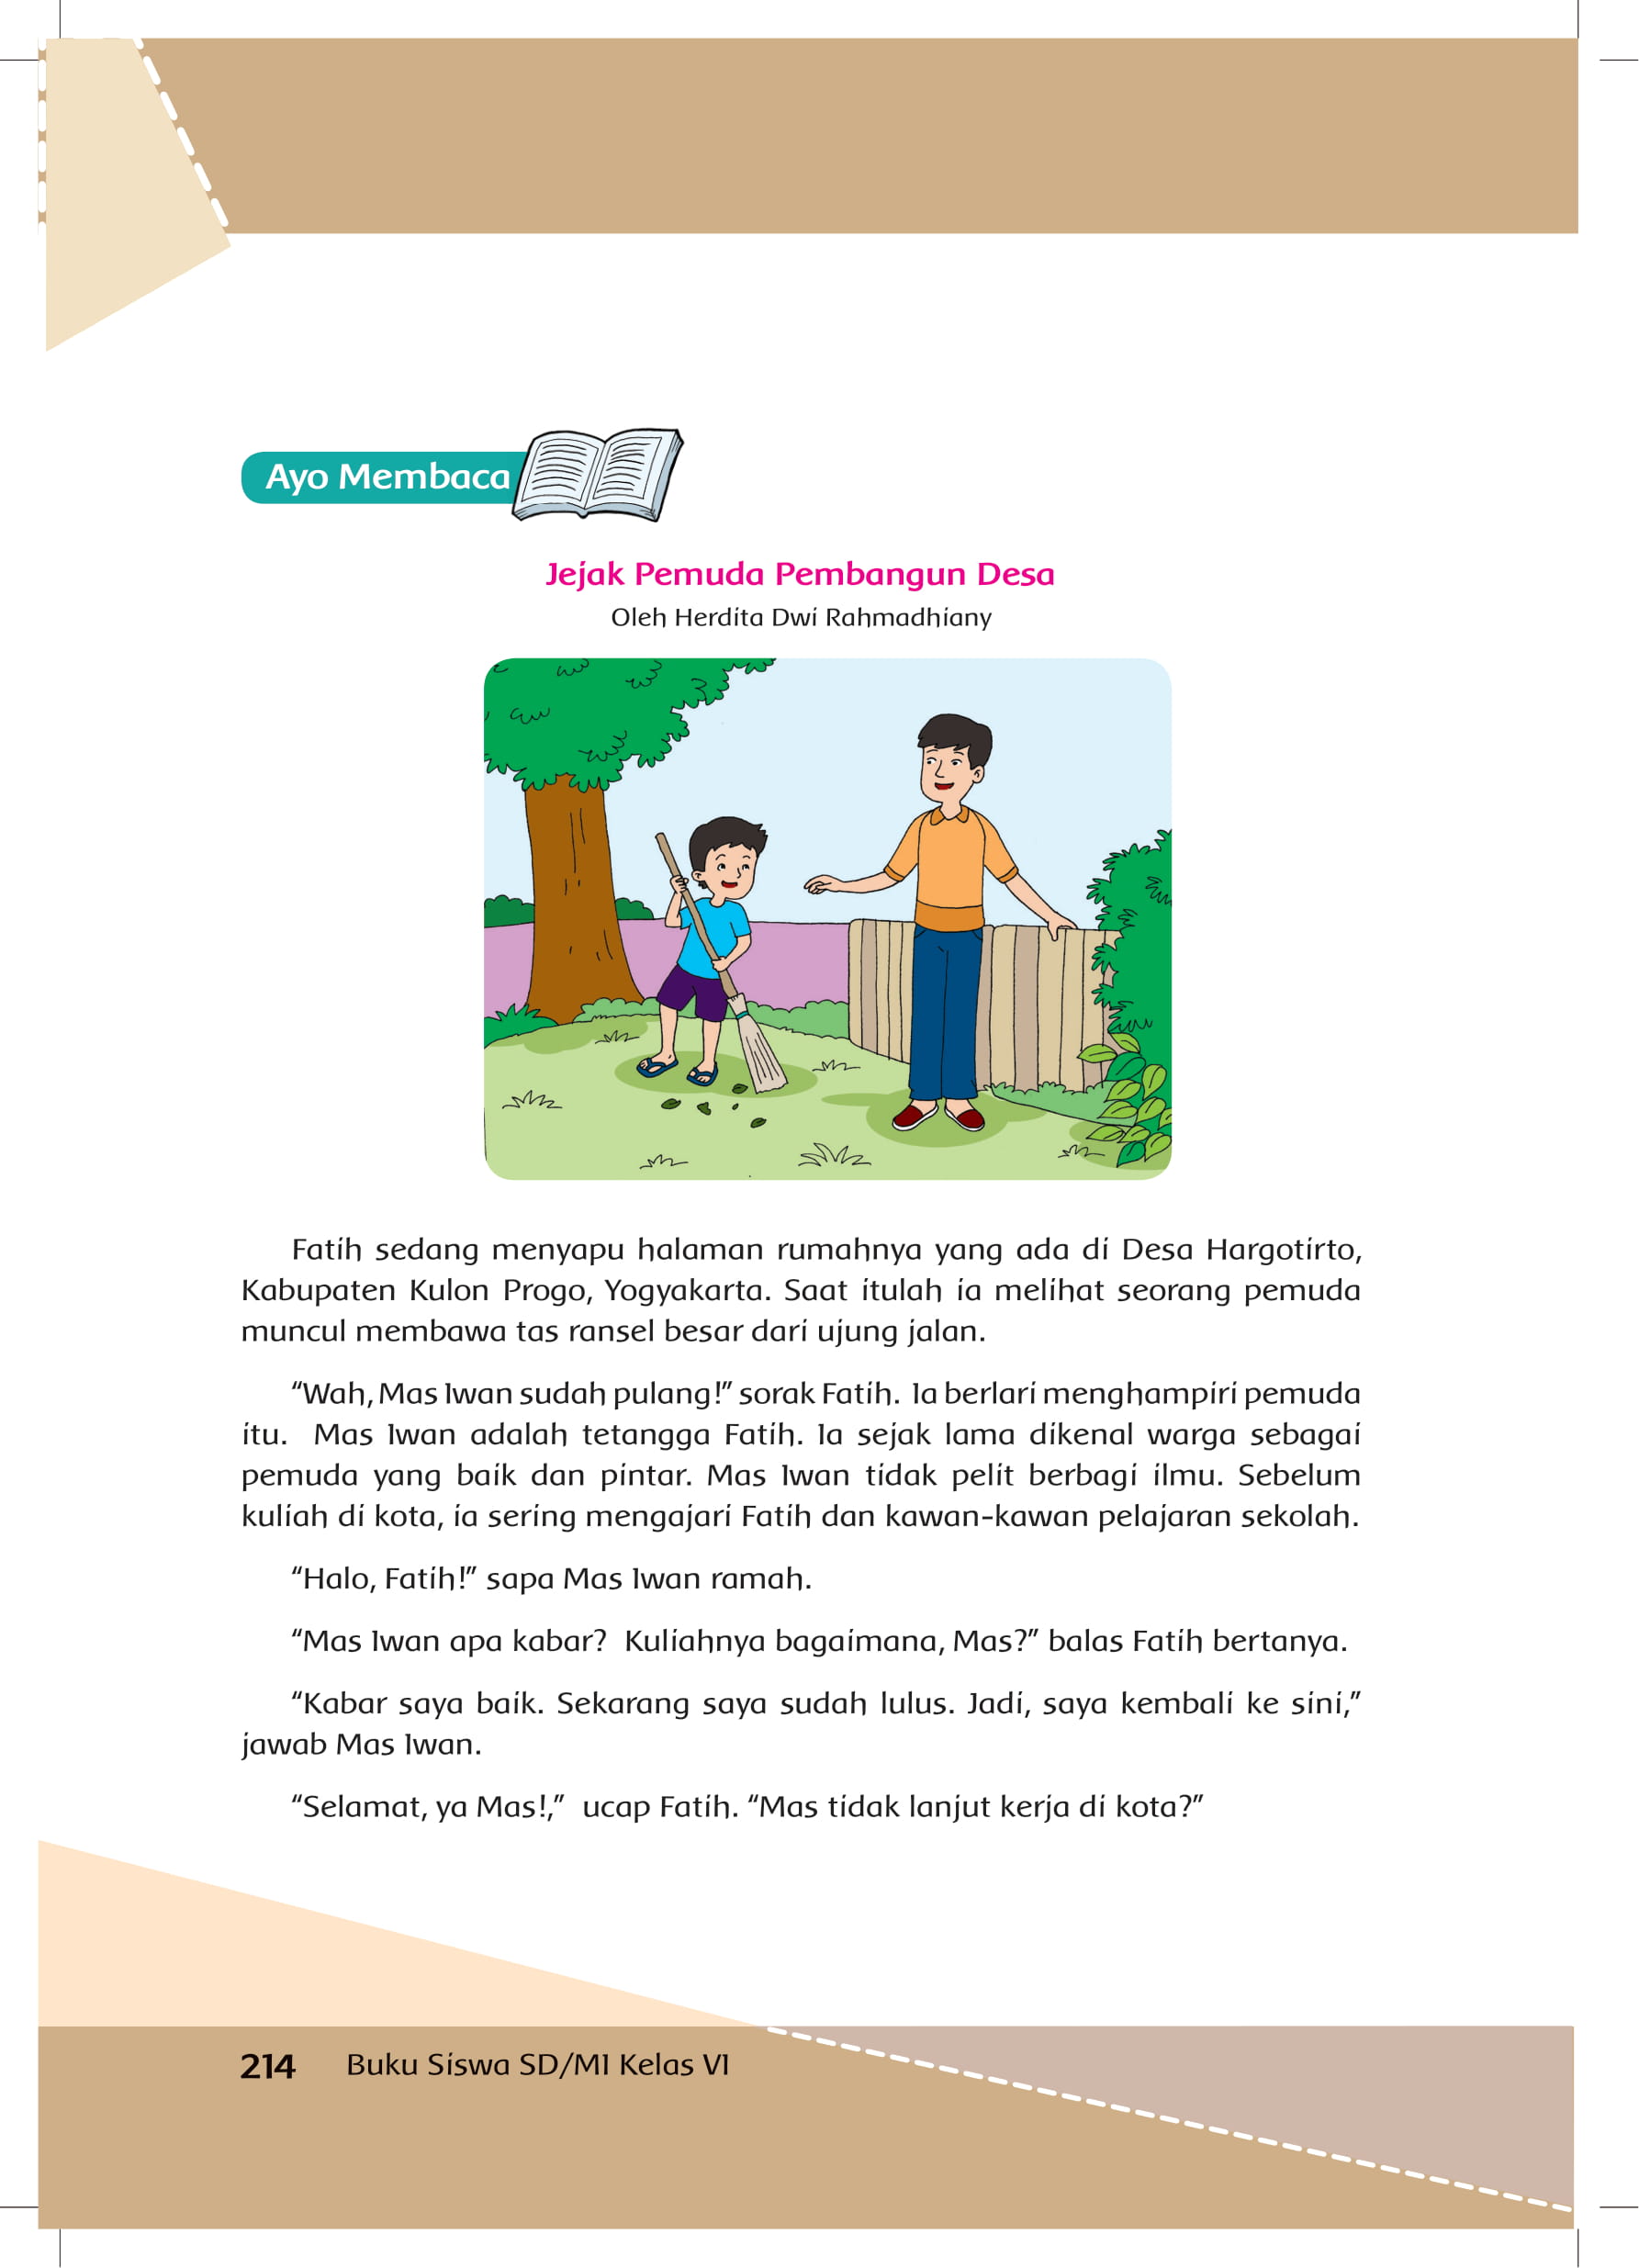 Ayo Membaca
Jejak Pemuda Pembangun Desa
Oleh Herdita Dwi Rahmadhiany
Fatih sedang menyapu halaman rumahnya yang ada di Desa Hargotirto,
Kabupaten Kulon Progo, Yogyakarta. Saat itulah ia melihat seorang pemuda
muncul membawa tas ransel besar dari ujung jalan.
“Wah, Mas Iwan sudah pulang!” sorak Fatih. Ia berlari menghampiri pemuda
itu. Mas Iwan adalah tetangga Fatih. Ia sejak lama dikenal warga sebagai
pemuda yang baik dan pintar. Mas Iwan tidak pelit berbagi ilmu. Sebelum
kuliah di kota, ia sering mengajari Fatih dan kawan-kawan pelajaran sekolah.
“Halo, Fatih!” sapa Mas Iwan ramah.
“Mas Iwan apa kabar? Kuliahnya bagaimana, Mas?” balas Fatih bertanya.
“Kabar saya baik. Sekarang saya sudah lulus. Jadi, saya kembali ke sini,”
jawab Mas Iwan.
“Selamat, ya Mas!,” ucap Fatih. “Mas tidak lanjut kerja di kota?”
214 Buku Siswa SD/MI Kelas VI